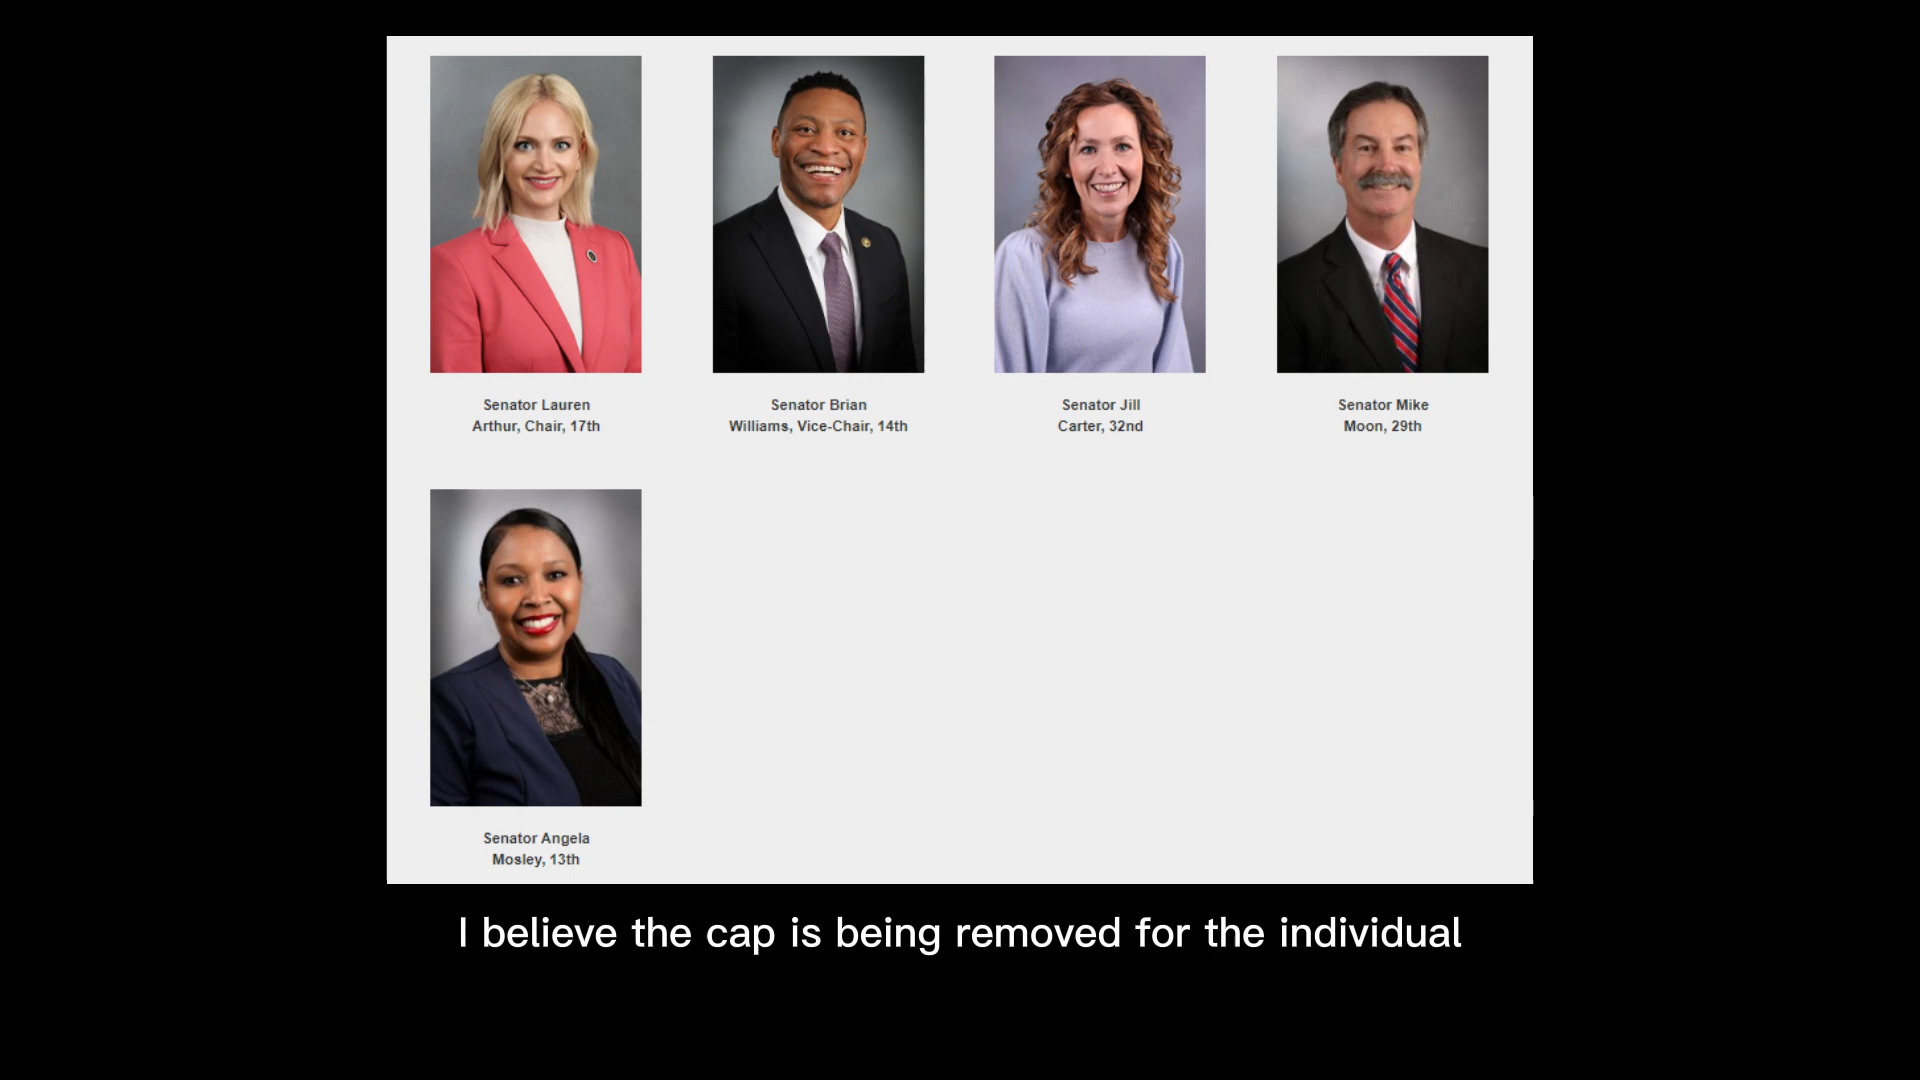 Senator Lauren
Arthur, Chair, 17th
Senator Brian
Williams, Vice-Chair, 14th
Senator Jill
Carter, 32nd
Senator Mike
Moon, 29th
Senator Angela
Mosley, 13th
I believe the cap is being removed for the individual